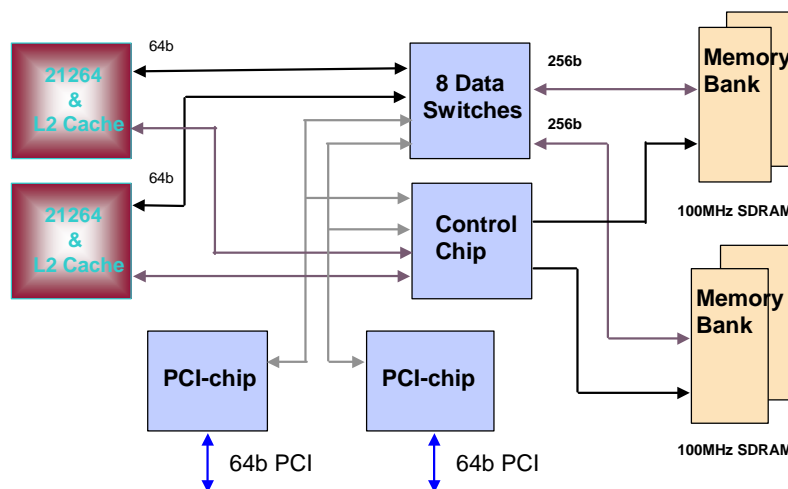 64b
21264
&
L2 Cache
8 Data
Switches
256b
Memory
Bank
256b
64b
100MHz SDRAM
21264
&
L2 Cache
Control
Chip
Memory
Bank
PCI-chip
PCI-chip
100MHz SDRAM
64b PCI
64b PCI